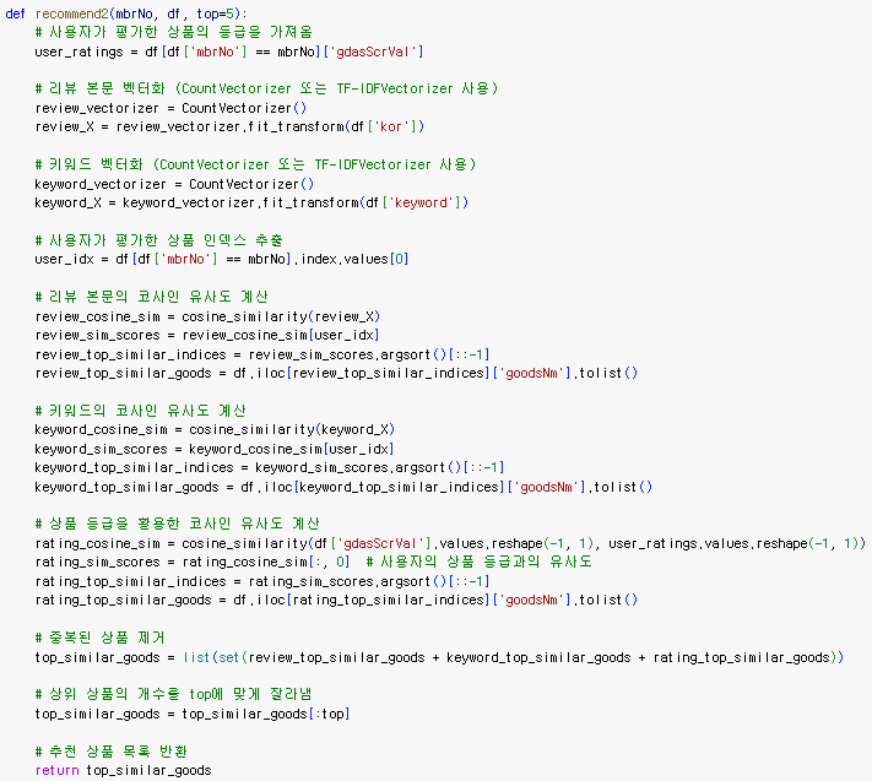 def recommend2(mbrNo, df, top=5):
    # 사용자가 평가한 상품의 등급을 가져옴
    user_ratings = df[df['mbrNo'] == mbrNo]['gdasScrVal']

    # 리뷰 본문 벡터화 (CountVectorizer 또는 TF-IDFVectorizer 사용)
    review_vectorizer = CountVectorizer()
    review_X = review_vectorizer.fit_transform(df['kor'])

    # 키워드 벡터화 (CountVectorizer 또는 TF-IDFVectorizer 사용)
    keyword_vectorizer = CountVectorizer()
    keyword_X = keyword_vectorizer.fit_transform(df['keyword'])

    # 사용자가 평가한 상품 인덱스 추출
    user_idx = df[df['mbrNo'] == mbrNo].index.values[0]

    # 리뷰 본문의 코사인 유사도 계산
    review_cosine_sim = cosine_similarity(review_X)
    review_sim_scores = review_cosine_sim[user_idx]
    review_top_similar_indices = review_sim_scores.argsort()[::-1]
    review_top_similar_goods = df.iloc[review_top_similar_indices]['goodsNm'].tolist()

    # 키워드의 코사인 유사도 계산
    keyword_cosine_sim = cosine_similarity(keyword_X)
    keyword_sim_scores = keyword_cosine_sim[user_idx]
    keyword_top_similar_indices = keyword_sim_scores.argsort()[::-1]
    keyword_top_similar_goods = df.iloc[keyword_top_similar_indices]['goodsNm'].tolist()

    # 상품 등급을 활용한 코사인 유사도 계산
    rating_cosine_sim = cosine_similarity(df['gdasScrVal'].values.reshape(-1, 1), user_ratings.values.reshape(-1, 1))
    rating_sim_scores = rating_cosine_sim[:, 0]  # 사용자의 상품 등급과의 유사도
    rating_top_similar_indices = rating_sim_scores.argsort()[::-1]
    rating_top_similar_goods = df.iloc[rating_top_similar_indices]['goodsNm'].tolist()

    # 중복된 상품 제거
    top_similar_goods = list(set(review_top_similar_goods + keyword_top_similar_goods + rating_top_similar_goods))

    # 상위 상품의 개수를 top에 맞게 잘라냄
    top_similar_goods = top_similar_goods[:top]

    # 추천 상품 목록 반환
    return top_similar_goods